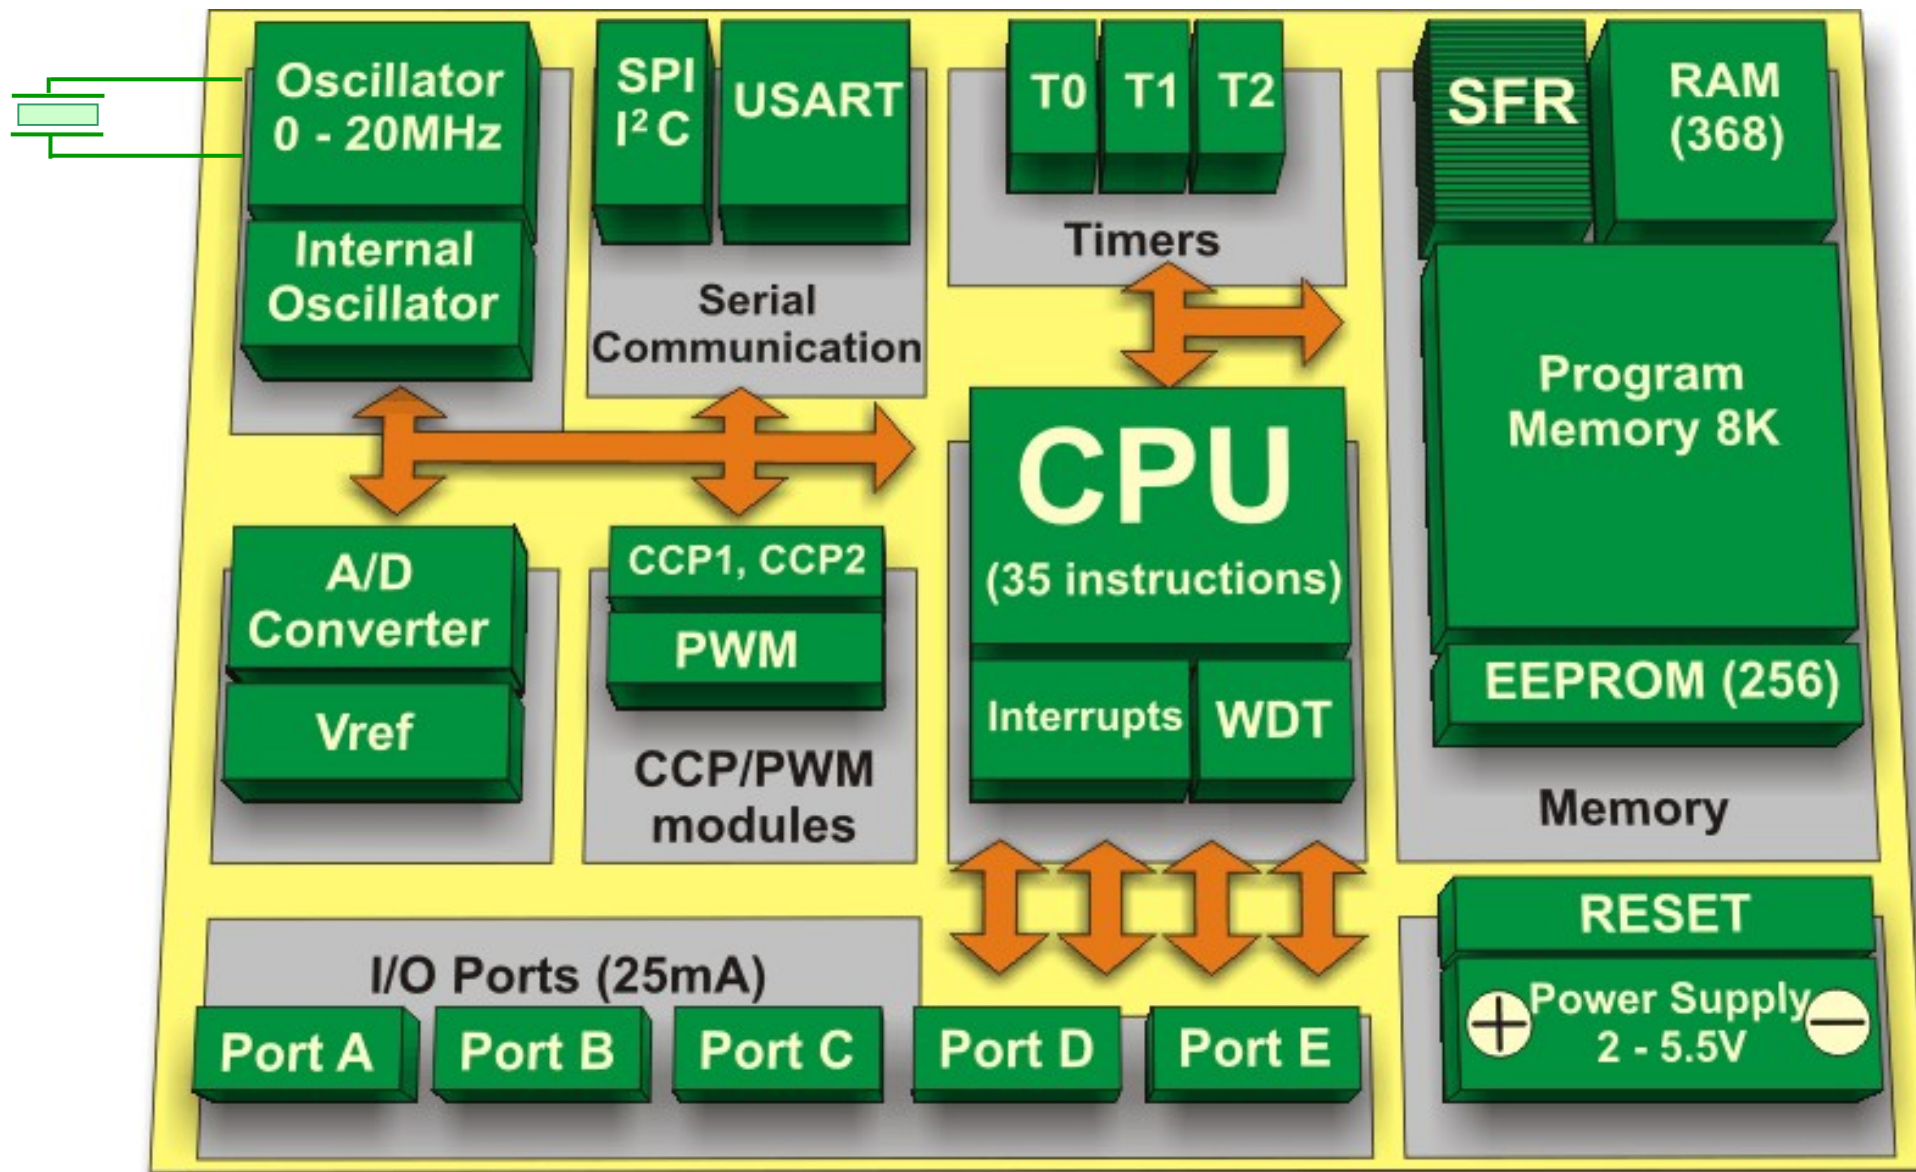 Oscillator
0 - 20MHz
Internal
Oscillator
SPI
I²C
USART
Serial
Communication
T0
T1
T2
Timers
SFR
RAM
(368)
Program
Memory 8K
EEPROM (256)
Memory
CPU
(35 instructions)
Interrupts
WDT
A/D
Converter
Vref
CCP1, CCP2
PWM
CCP/PWM
modules
I/O Ports (25mA)
Port A
Port B
Port C
Port D
Port E
RESET
Power Supply
2 - 5.5V